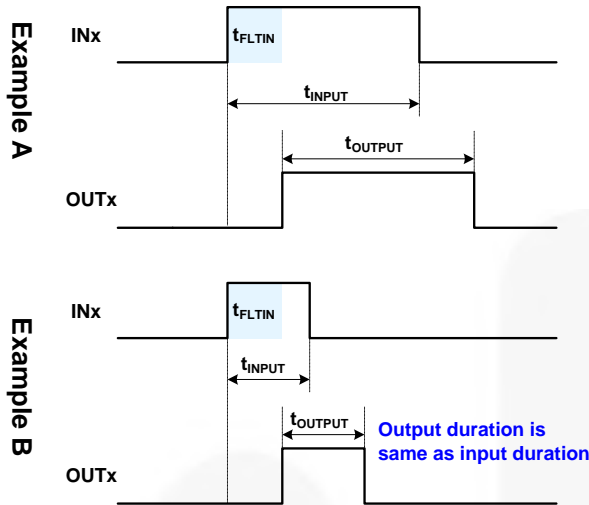 Example A
INx
tFLTIN
tINPUT
tOUTPUT
OUTx
Example B
INx
tFLTIN
tINPUT
tOUTPUT
Output duration is
same as input duration
OUTx